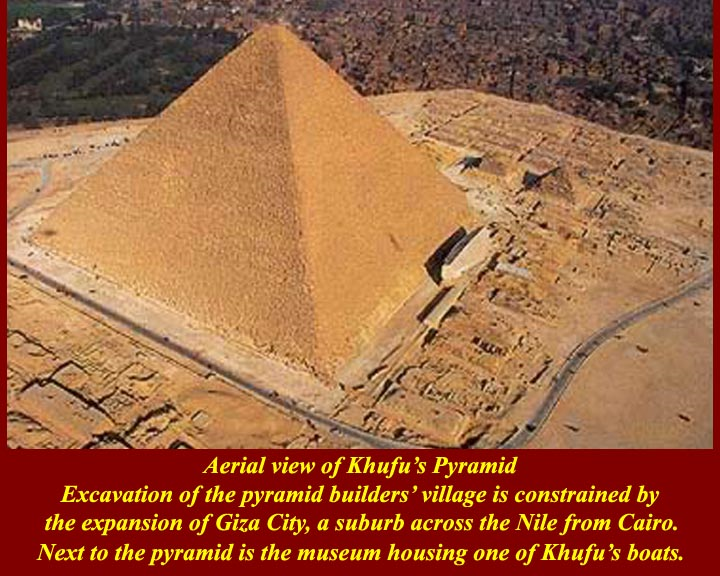 Aerial view of Khufu’s Pyramid
Excavation of the pyramid builders’ village is constrained by
the expansion of Giza City, a suburb across the Nile from Cairo.
Next to the pyramid is the museum housing one of Khufu’s boats.